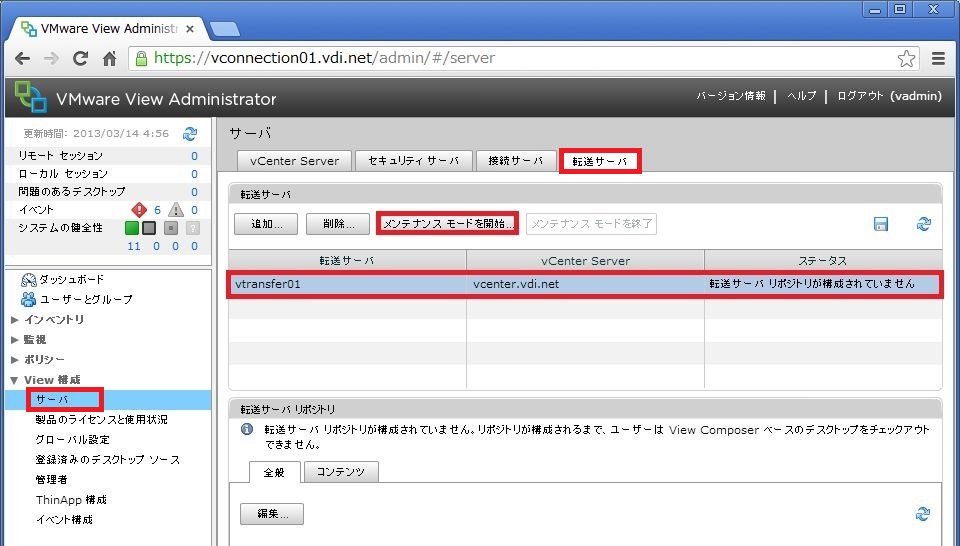 VMware View Administr
https://vconnection01.vdi.net/admin/#/server
VMware View Administrator
バージョン情報 | ヘルプ | ログアウト (vadmin)
更新時間: 2013/03/14 4:56
リモート セッション 0
ローカル セッション 0
問題のあるデスクトップ 0
イベント 6 0
システムの健全性
11 0 0 0
ダッシュボード
ユーザーとグループ
インベントリ
監視
ポリシー
View 構成
サーバ
製品のライセンスと使用状況
グローバル設定
登録済みのデスクトップ ソース
管理者
ThinApp 構成
イベント構成
サーバ
vCenter Server セキュリティ サーバ 接続サーバ 転送サーバ
転送サーバ
追加... 削除... メンテナンス モードを開始... メンテナンス モードを終了
転送サーバ vCenter Server ステータス
vtransfer01 vcenter.vdi.net 転送サーバ リポジトリが構成されていません
転送サーバ リポジトリ
転送サーバ リポジトリが構成されていません。リポジトリが構成されるまで、ユーザーは View Composer ベースのデスクトップをチェックアウト
できません。
全般 コンテンツ
編集...